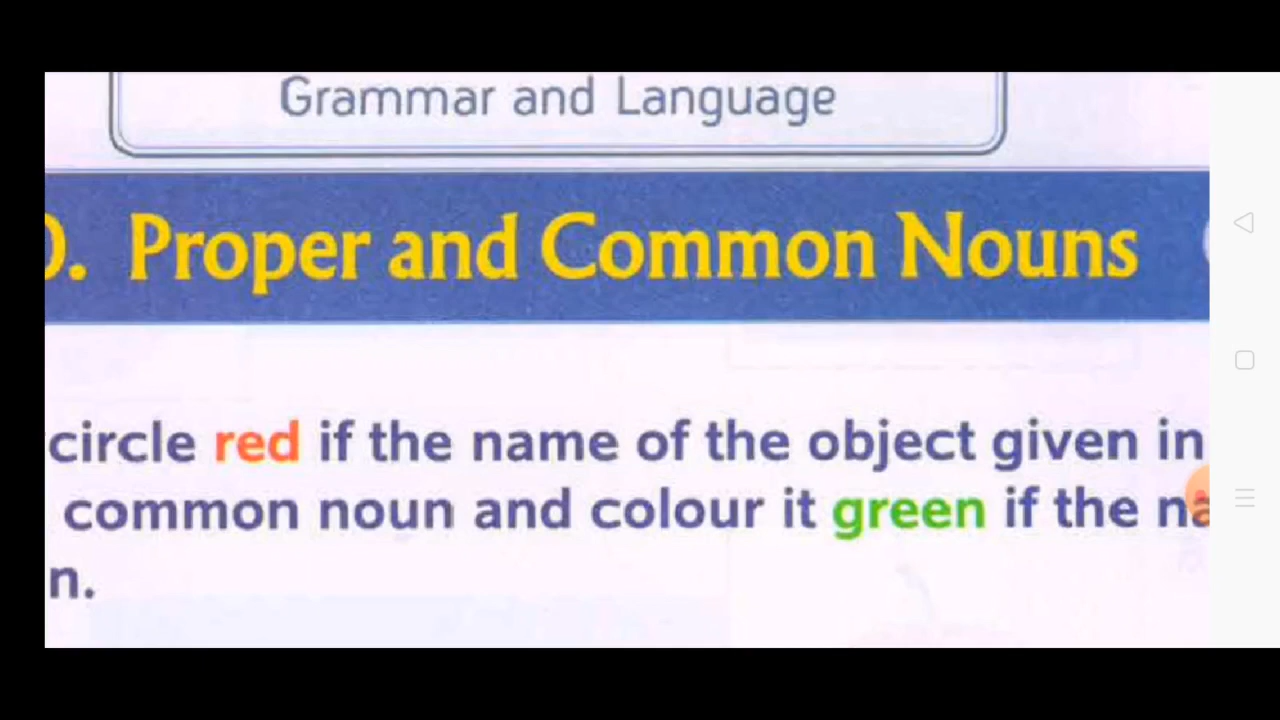 Grammar and Language
. Proper and Common Nouns
circle red if the name of the object given in
common noun and colour it green if the
n.